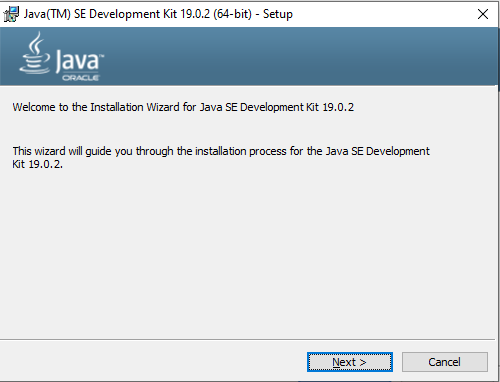 Java(TM) SE Development Kit 19.0.2 (64-bit) - Setup
Java™
ORACLE
Welcome to the Installation Wizard for Java SE Development Kit 19.0.2
This wizard will guide you through the installation process for the Java SE Development
Kit 19.0.2.
Next >
Cancel